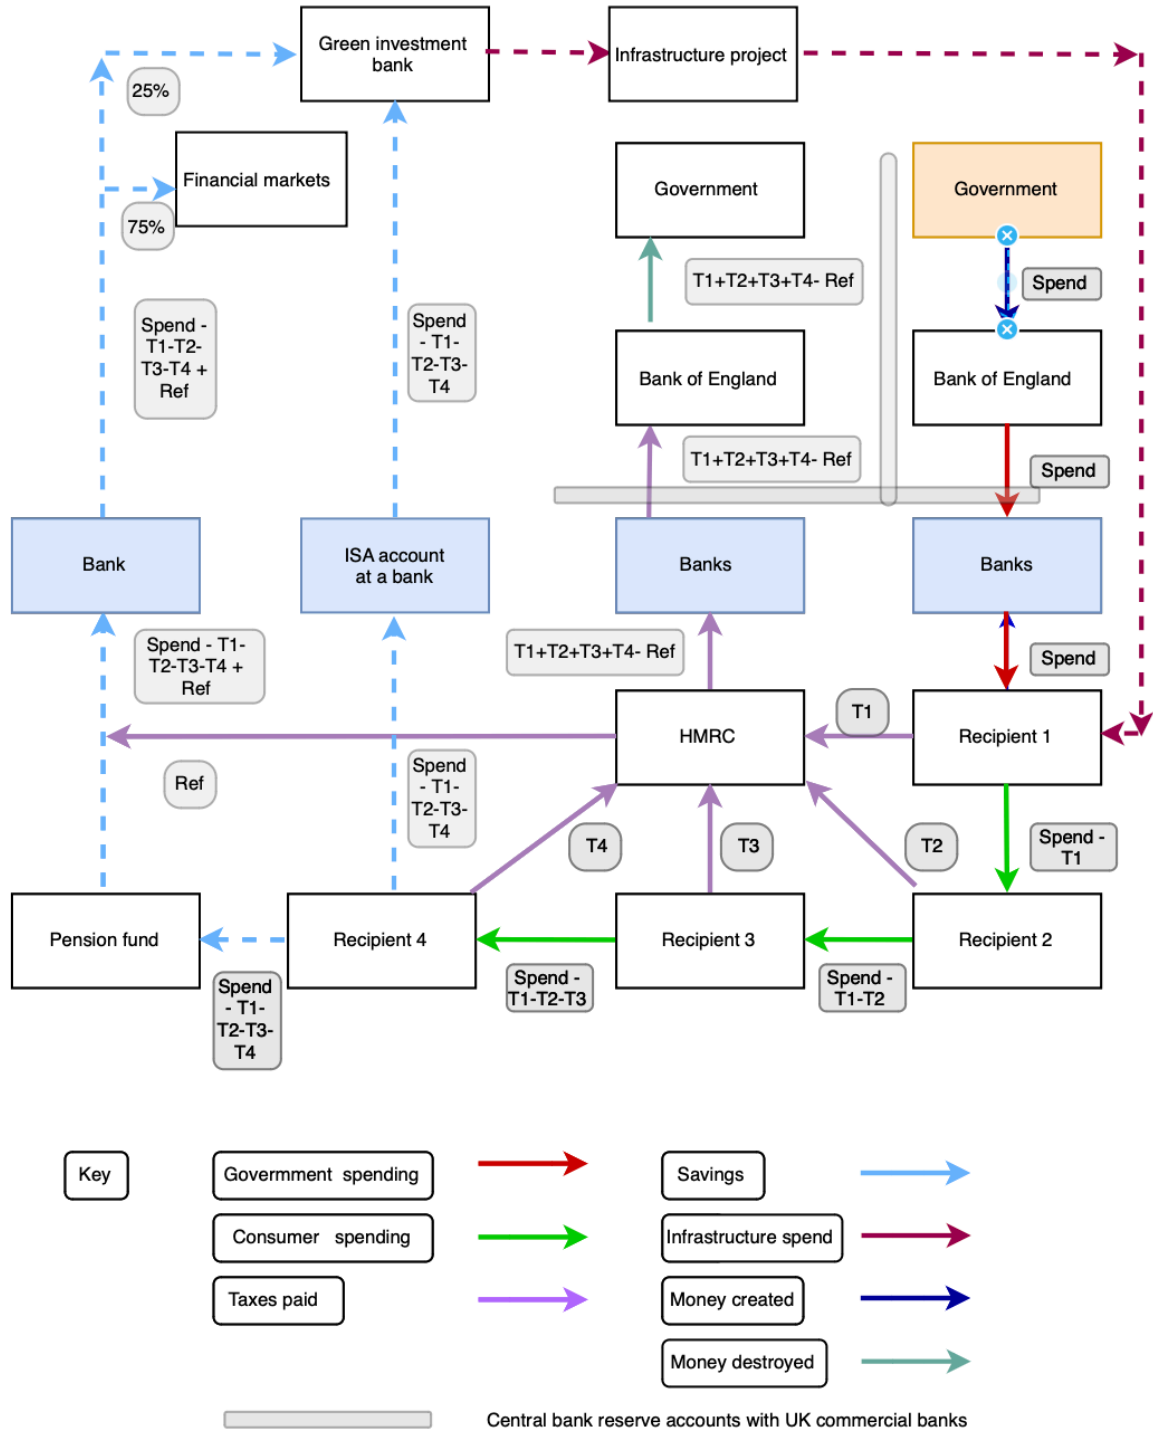 Green investment
bank
Infrastructure project
25%
Financial markets
75%
Government
Government
T1+T2+T3+T4- Ref
Spend
Spend -
T1-T2-
T3-T4 +
Ref
Spend
- T1-
T2-T3-
T4
Bank of England
Bank of England
T1+T2+T3+T4- Ref
Spend
Bank
ISA account
at a bank
Banks
Banks
Spend - T1-
T2-T3-T4 +
Ref
T1+T2+T3+T4- Ref
Spend
T1
HMRC
Recipient 1
Ref
Spend
- T1-
T2-T3-
T4
T4
T3
T2
Spend -
T1
Pension fund
Recipient 4
Recipient 3
Recipient 2
Spend
- T1-
T2-T3-
T4
Spend -
T1-T2-T3
Spend -
T1-T2
Key
Govermment spending
Savings
Consumer spending
Infrastructure spend
Taxes paid
Money created
Money destroyed
Central bank reserve accounts with UK commercial banks